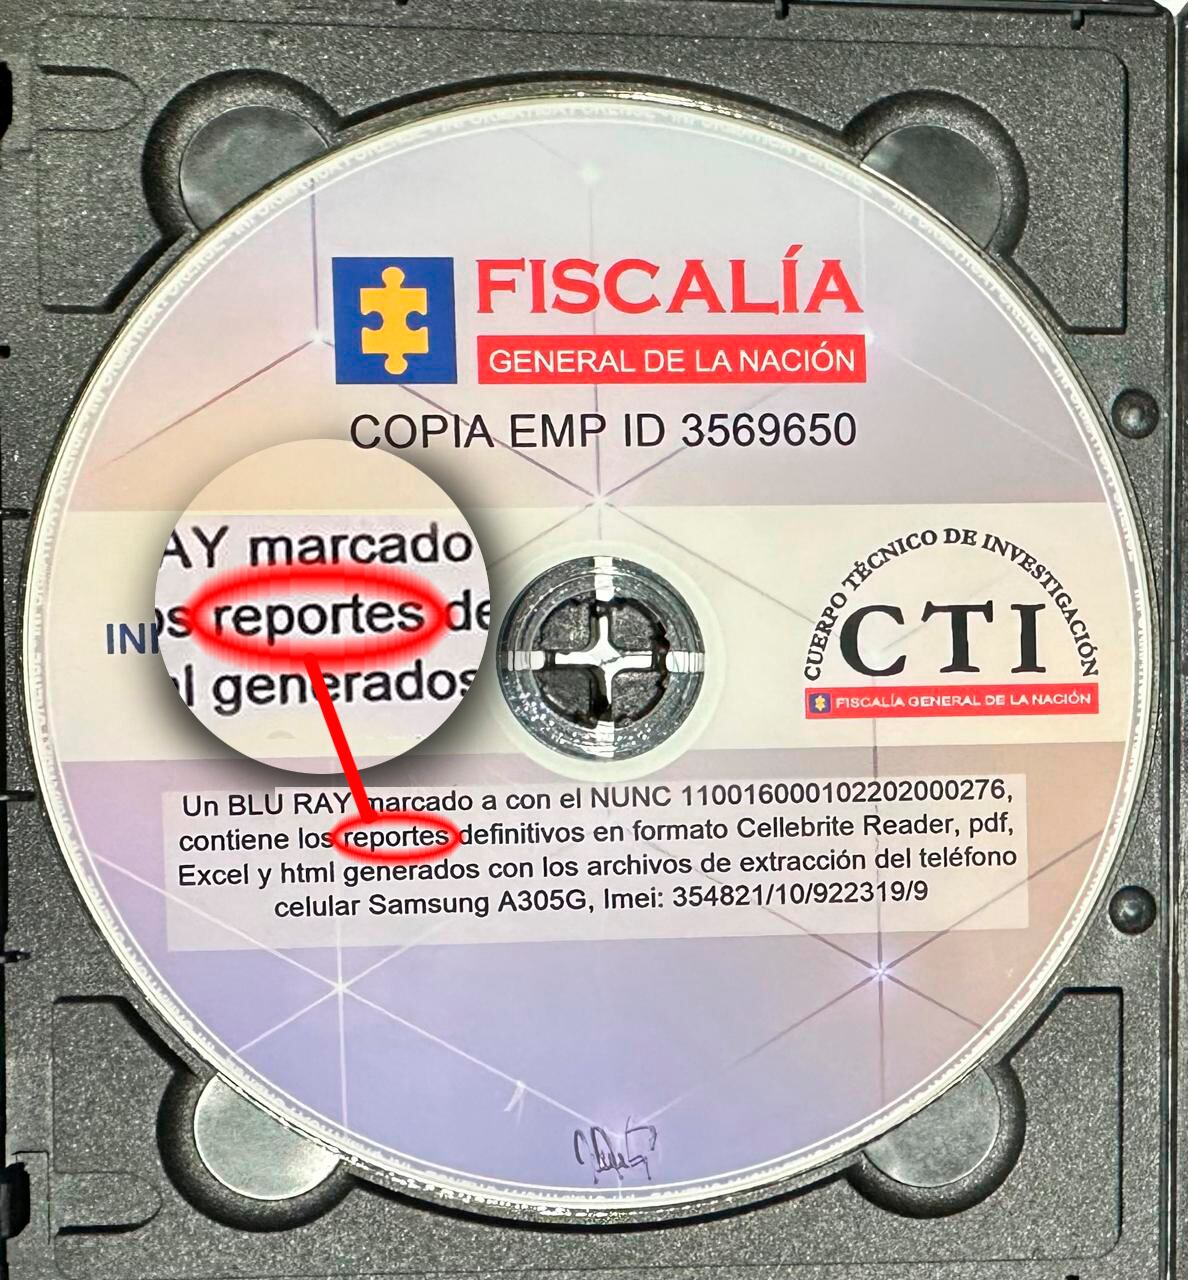 FISCALÍA
GENERAL DE LA NACIÓN
COPIA EMP ID 3569650
AY marcado
os reportes de
l generados
CUERPO TÉCNICO DE INVESTIGACIÓN
CTI
FISCALÍA GENERAL DE LA NACIÓN
Un BLU RAY marcado a con el NUNC 110016000102202000276,
contiene los reportes definitivos en formato Cellebrite Reader, pdf,
Excel y html generados con los archivos de extracción del teléfono
celular Samsung A305G, Imei: 354821/10/922319/9